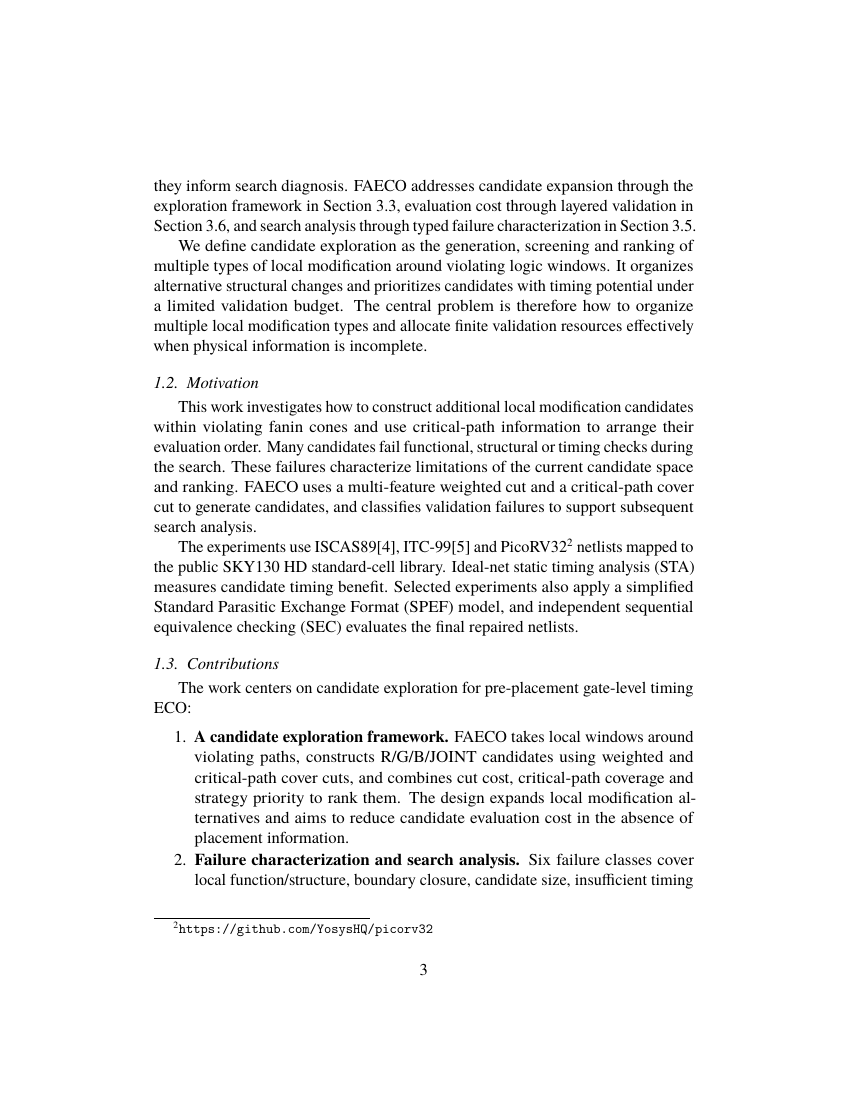 they inform search diagnosis. FAECO addresses candidate expansion through the
exploration framework in Section 3.3, evaluation cost through layered validation in
Section 3.6, and search analysis through typed failure characterization in Section 3.5.
We define candidate exploration as the generation, screening and ranking of
multiple types of local modification around violating logic windows. It organizes
alternative structural changes and prioritizes candidates with timing potential under
a limited validation budget. The central problem is therefore how to organize
multiple local modification types and allocate finite validation resources effectively
when physical information is incomplete.
1.2. Motivation
This work investigates how to construct additional local modification candidates
within violating fanin cones and use critical-path information to arrange their
evaluation order. Many candidates fail functional, structural or timing checks during
the search. These failures characterize limitations of the current candidate space
and ranking. FAECO uses a multi-feature weighted cut and a critical-path cover
cut to generate candidates, and classifies validation failures to support subsequent
search analysis.
The experiments use ISCAS89[4], ITC-99[5] and PicoRV32² netlists mapped to
the public SKY130 HD standard-cell library. Ideal-net static timing analysis (STA)
measures candidate timing benefit. Selected experiments also apply a simplified
Standard Parasitic Exchange Format (SPEF) model, and independent sequential
equivalence checking (SEC) evaluates the final repaired netlists.
1.3. Contributions
The work centers on candidate exploration for pre-placement gate-level timing
ECO:
1. A candidate exploration framework. FAECO takes local windows around
violating paths, constructs R/G/B/JOINT candidates using weighted and
critical-path cover cuts, and combines cut cost, critical-path coverage and
strategy priority to rank them. The design expands local modification al-
ternatives and aims to reduce candidate evaluation cost in the absence of
placement information.
2. Failure characterization and search analysis. Six failure classes cover
local function/structure, boundary closure, candidate size, insufficient timing
²https://github.com/YosysHQ/picorv32
3